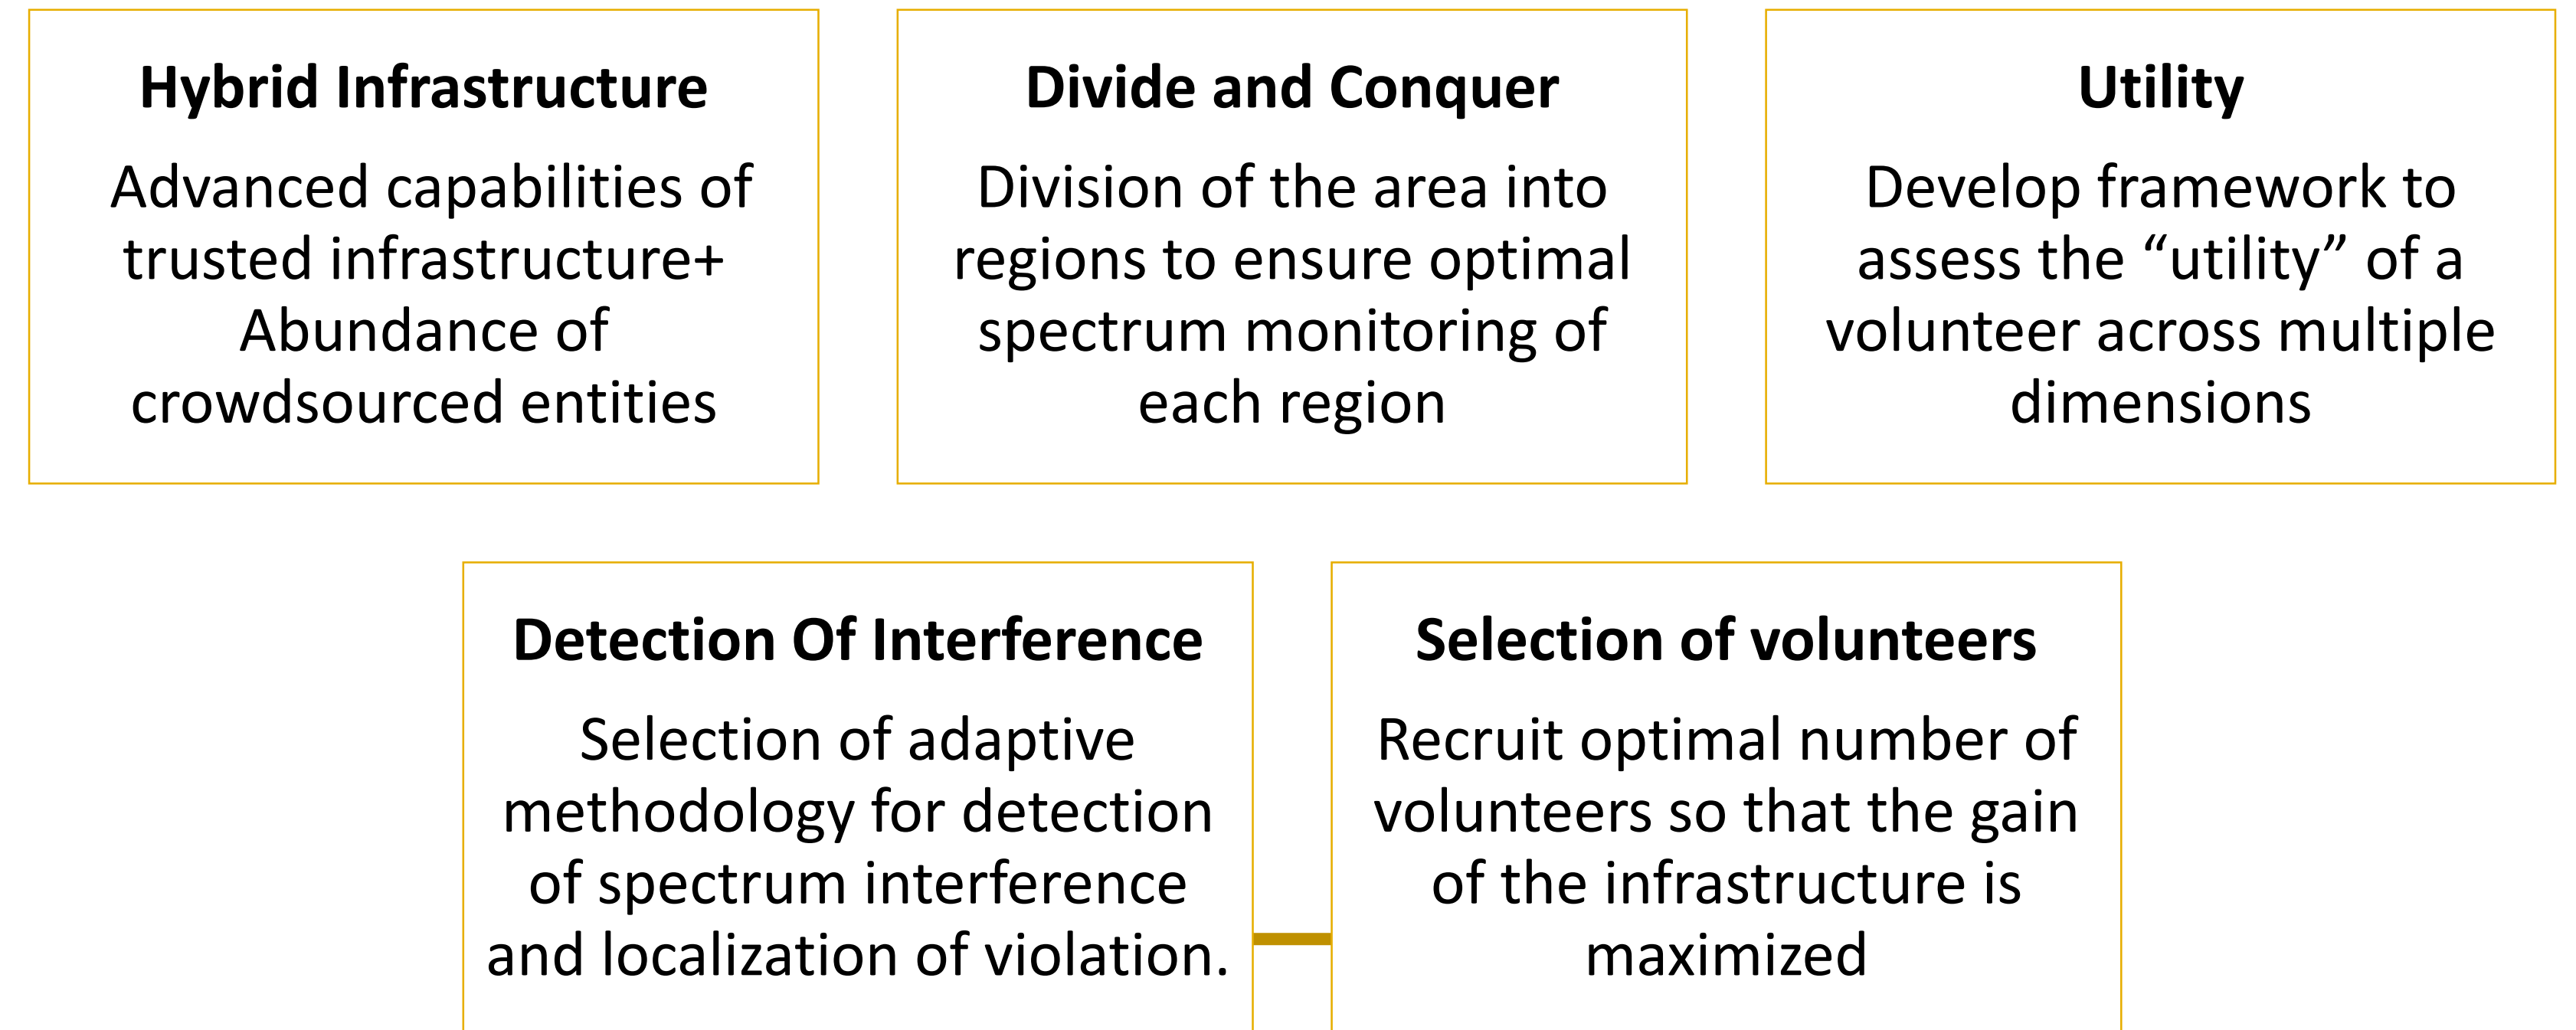 Hybrid Infrastructure
Advanced capabilities of
trusted infrastructure+
Abundance of
crowdsourced entities
Divide and Conquer
Division of the area into
regions to ensure optimal
spectrum monitoring of
each region
Utility
Develop framework to
assess the “utility” of a
volunteer across multiple
dimensions
Detection Of Interference
Selection of adaptive
methodology for detection
of spectrum interference
and localization of violation.
Selection of volunteers
Recruit optimal number of
volunteers so that the gain
of the infrastructure is
maximized